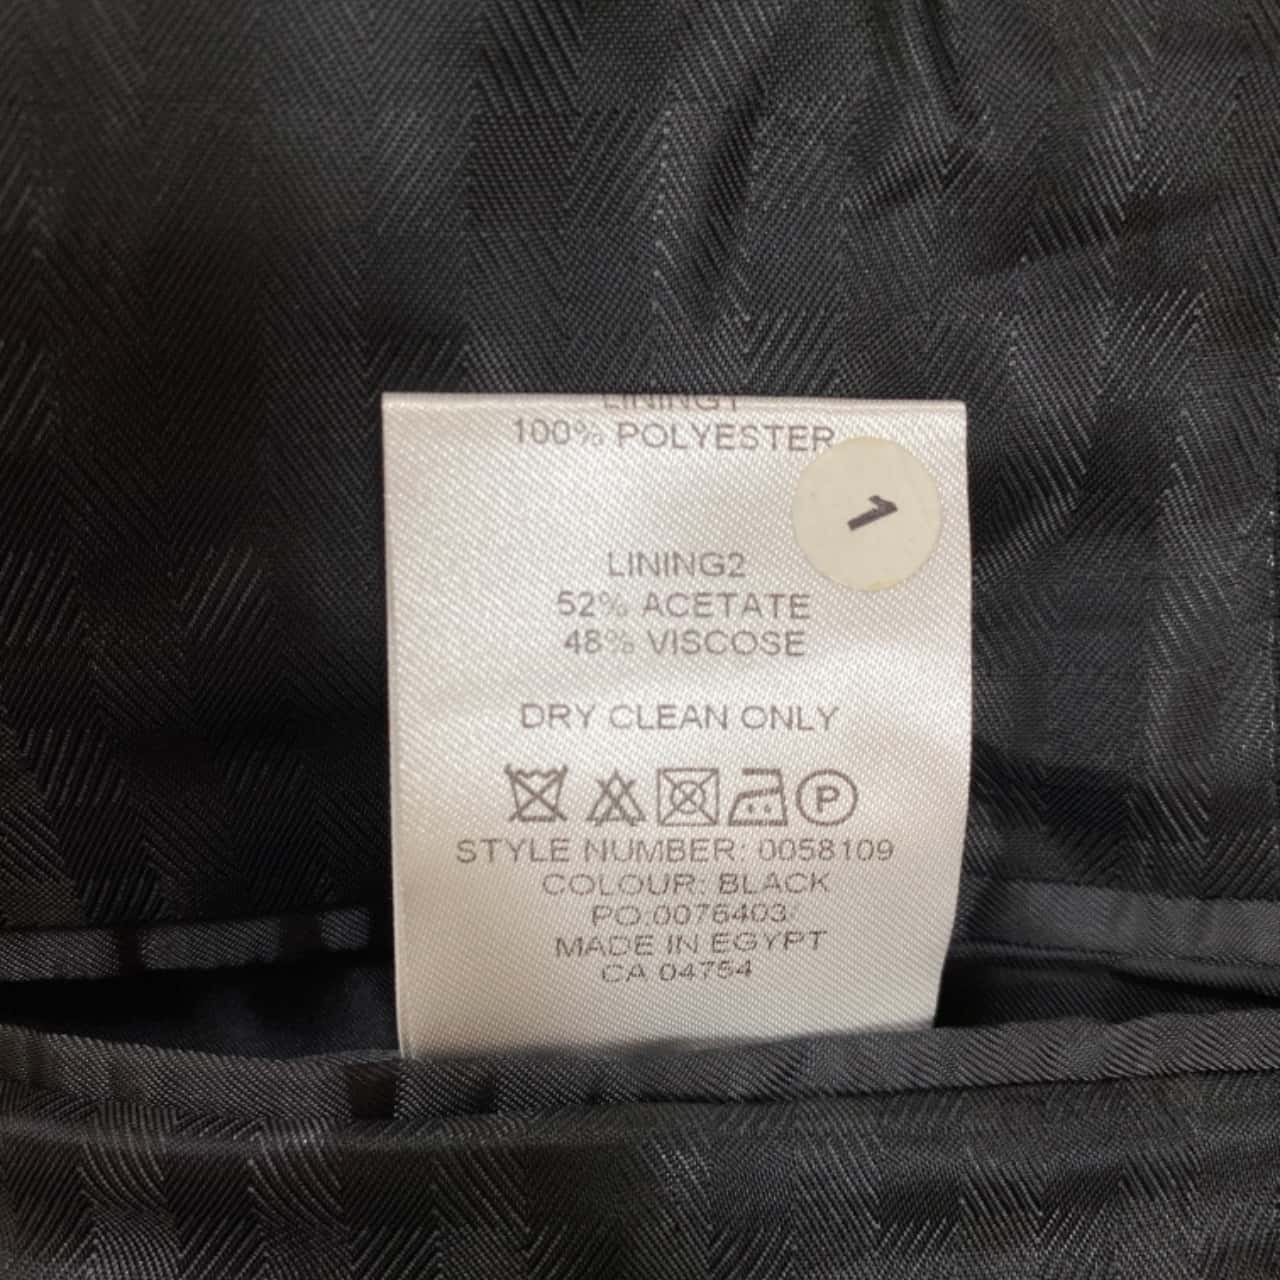 LINING1
100% POLYESTER
1
LINING2
52% ACETATE
48% VISCOSE
DRY CLEAN ONLY
P
STYLE NUMBER: 0058109
COLOUR: BLACK
PO:0076403
MADE IN EGYPT
CA 04754